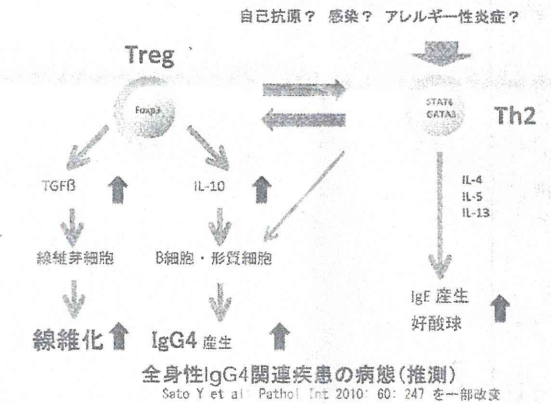 自己抗原？ 感染？ アレルギー性炎症？
Treg
Foxp3
STAT6
GATA3
Th2
TGFβ
IL-10
IL-4
IL-5
IL-13
線維芽細胞
B細胞・形質細胞
IgE 産生
好酸球
線維化
IgG4 産生
全身性IgG4関連疾患の病態(推測)
Sato Y et al: Pathol Int 2010: 60: 247 を一部改変